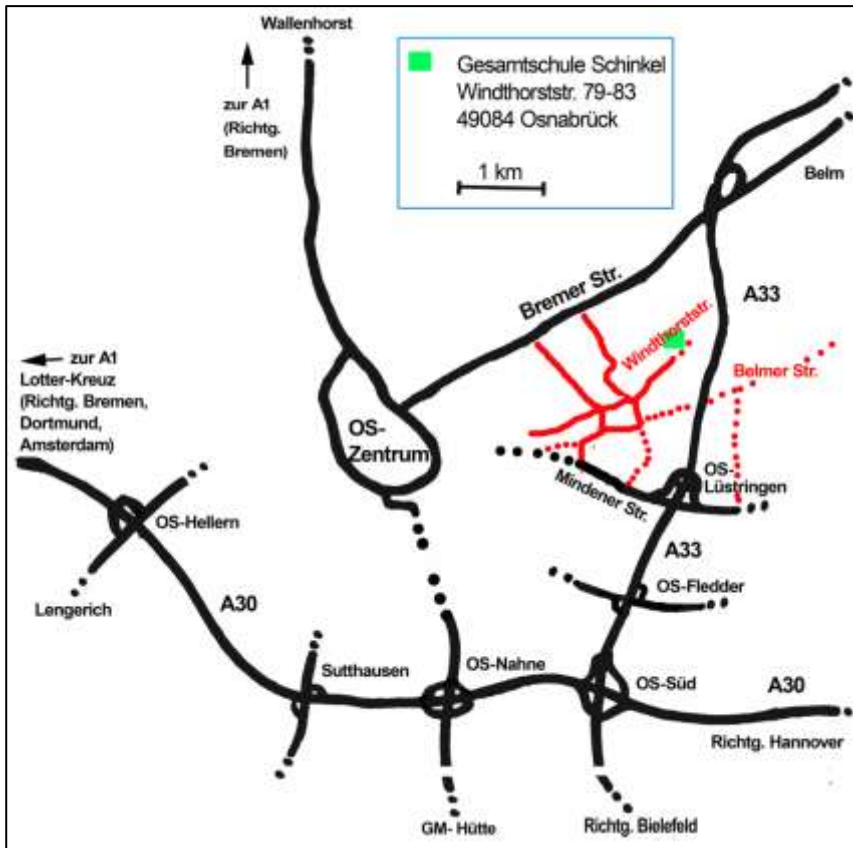 Wallenhorst
zur A1
(Richtg.
Bremen)
Gesamtschule Schinkel
Windthorststr. 79-83
49084 Osnabrück
1 km
Belm
Bremer Str.
A33
Windthorststr.
Belmer Str.
zur A1
Lotter-Kreuz
(Richtg. Bremen,
Dortmund,
Amsterdam)
OS-
Zentrum
OS-
Lüstringen
Mindener Str.
OS-Hellern
A33
OS-Fledder
Lengerich
A30
Sutthausen
OS-Nahne
OS-Süd
A30
Richtg. Hannover
GM- Hütte
Richtg. Bielefeld